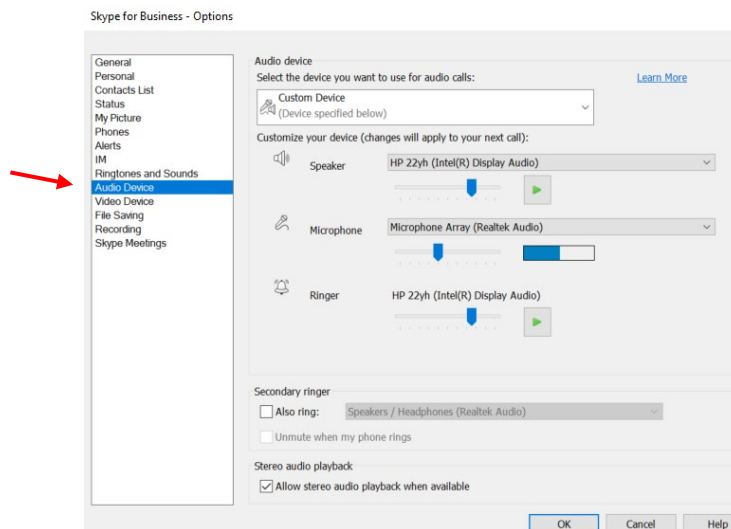 Skype for Business - Options
General
Personal
Contacts List
Status
My Picture
Phones
Alerts
IM
Ringtones and Sounds
Audio Device
Video Device
File Saving
Recording
Skype Meetings
Audio device
Select the device you want to use for audio calls:
Learn More
Custom Device
(Device specified below)
Customize your device (changes will apply to your next call):
Speaker
HP 22yh (Intel(R) Display Audio)
Microphone
Microphone Array (Realtek Audio)
Ringer
HP 22yh (Intel(R) Display Audio)
Secondary ringer
Also ring:
Speakers / Headphones (Realtek Audio)
Unmute when my phone rings
Stereo audio playback
Allow stereo audio playback when available
OK
Cancel
Help